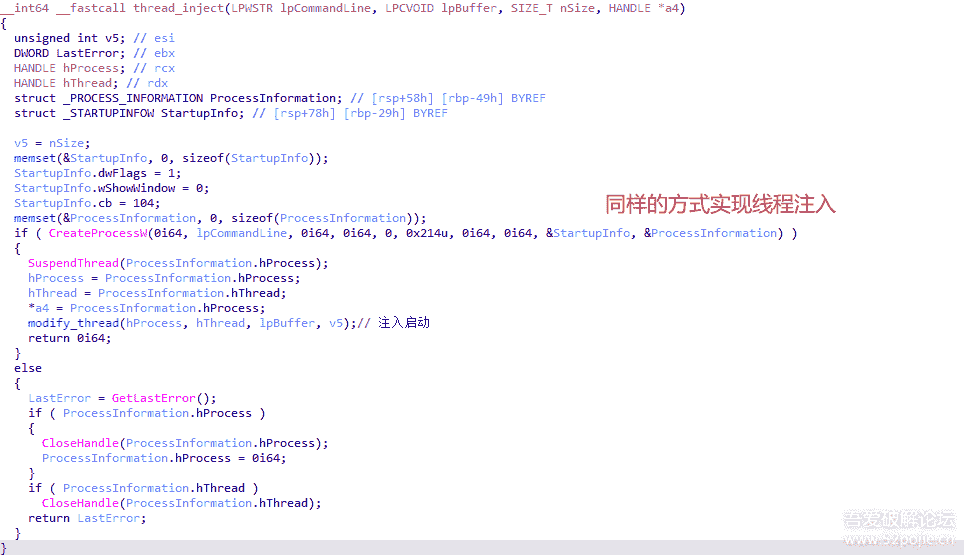 __int64 __fastcall thread_inject(LPWSTR lpCommandLine, LPCVOID lpBuffer, SIZE_T nSize, HANDLE *a4)
{
unsigned int v5; // esi
DWORD LastError; // ebx
HANDLE hProcess; // rcx
HANDLE hThread; // rdx
struct _PROCESS_INFORMATION ProcessInformation; // [rsp+58h] [rbp-49h] BYREF
struct _STARTUPINFOW StartupInfo; // [rsp+78h] [rbp-29h] BYREF
v5 = nSize;
memset(&StartupInfo, 0, sizeof(StartupInfo));
StartupInfo.dwFlags = 1;
StartupInfo.wShowWindow = 0;
StartupInfo.cb = 104;
同样的方式实现线程注入
memset(&ProcessInformation, 0, sizeof(ProcessInformation));
if ( CreateProcessW(0i64, lpCommandLine, 0i64, 0i64, 0, 0x214u, 0i64, 0i64, &StartupInfo, &ProcessInformation) )
{
SuspendThread(ProcessInformation.hProcess);
hProcess = ProcessInformation.hProcess;
hThread = ProcessInformation.hThread;
*a4 = ProcessInformation.hProcess;
modify_thread(hProcess, hThread, lpBuffer, v5);// 注入启动
return 0i64;
}
else
{
LastError = GetLastError();
if ( ProcessInformation.hProcess )
{
CloseHandle(ProcessInformation.hProcess);
ProcessInformation.hProcess = 0i64;
}
if ( ProcessInformation.hThread )
CloseHandle(ProcessInformation.hThread);
return LastError;
}
}
吾爱破解论坛
www.52pojie.cn